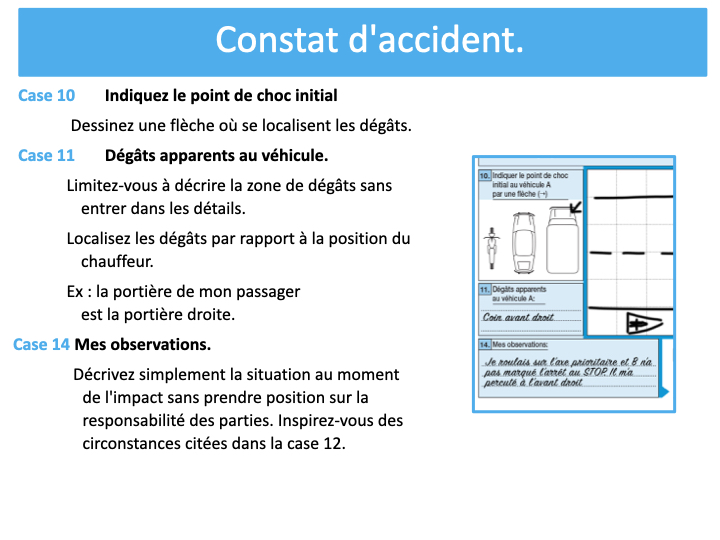 Constat d'accident.
Case 10 Indiquez le point de choc initial
Dessinez une flèche où se localisent les dégâts.
Case 11 Dégâts apparents au véhicule.
Limitez-vous à décrire la zone de dégâts sans
entrer dans les détails.
Localisez les dégâts par rapport à la position du
chauffeur.
Ex : la portière de mon passager
est la portière droite.
Case 14 Mes observations.
Décrivez simplement la situation au moment
de l'impact sans prendre position sur la
responsabilité des parties. Inspirez-vous des
circonstances citées dans la case 12.
10. Indiquer le point de choc
initial au véhicule A
par une flèche (→)
11. Dégâts apparents
au véhicule A:
Coin avant droit
14. Mes observations:
Je roulais sur l'axe prioritaire et B n'a
pas marqué l'arrêt au STOP. Il m'a
percuté à l'avant droit